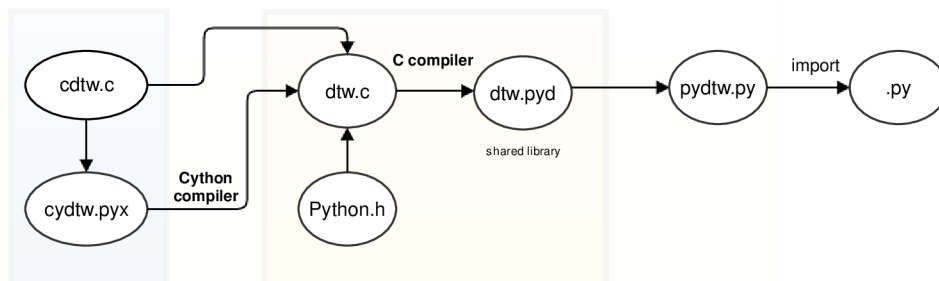 cdtw.c
dtw.c
C compiler
dtw.pyd
shared library
pydtw.py
import
.py
Cython
compiler
cydtw.pyx
Python.h